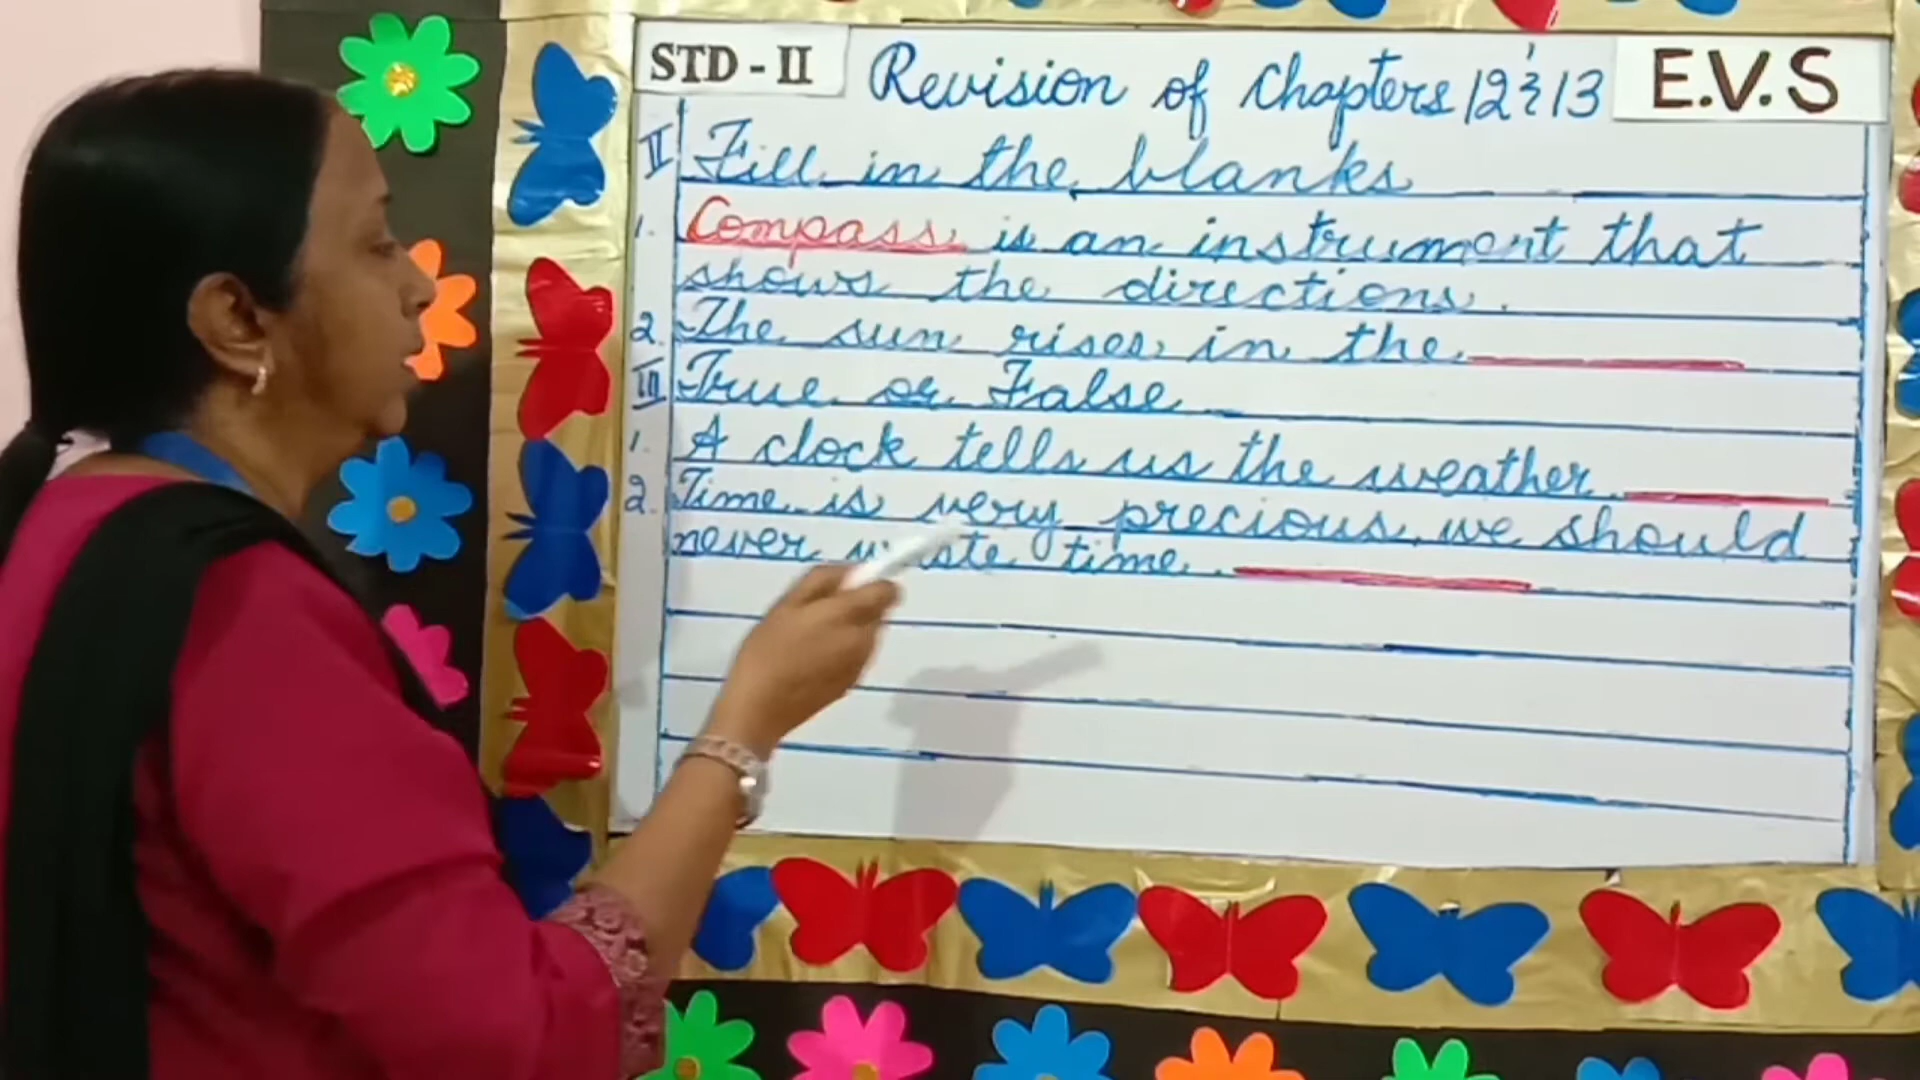 STD - II Revision of Chapters 12 & 13 E.V.S
II Fill in the blanks
1. Compass is an instrument that
shows the directions.
2. The sun rises in the
III True or False
1. A clock tells us the weather.
2. Time is very precious, we should
never waste time.